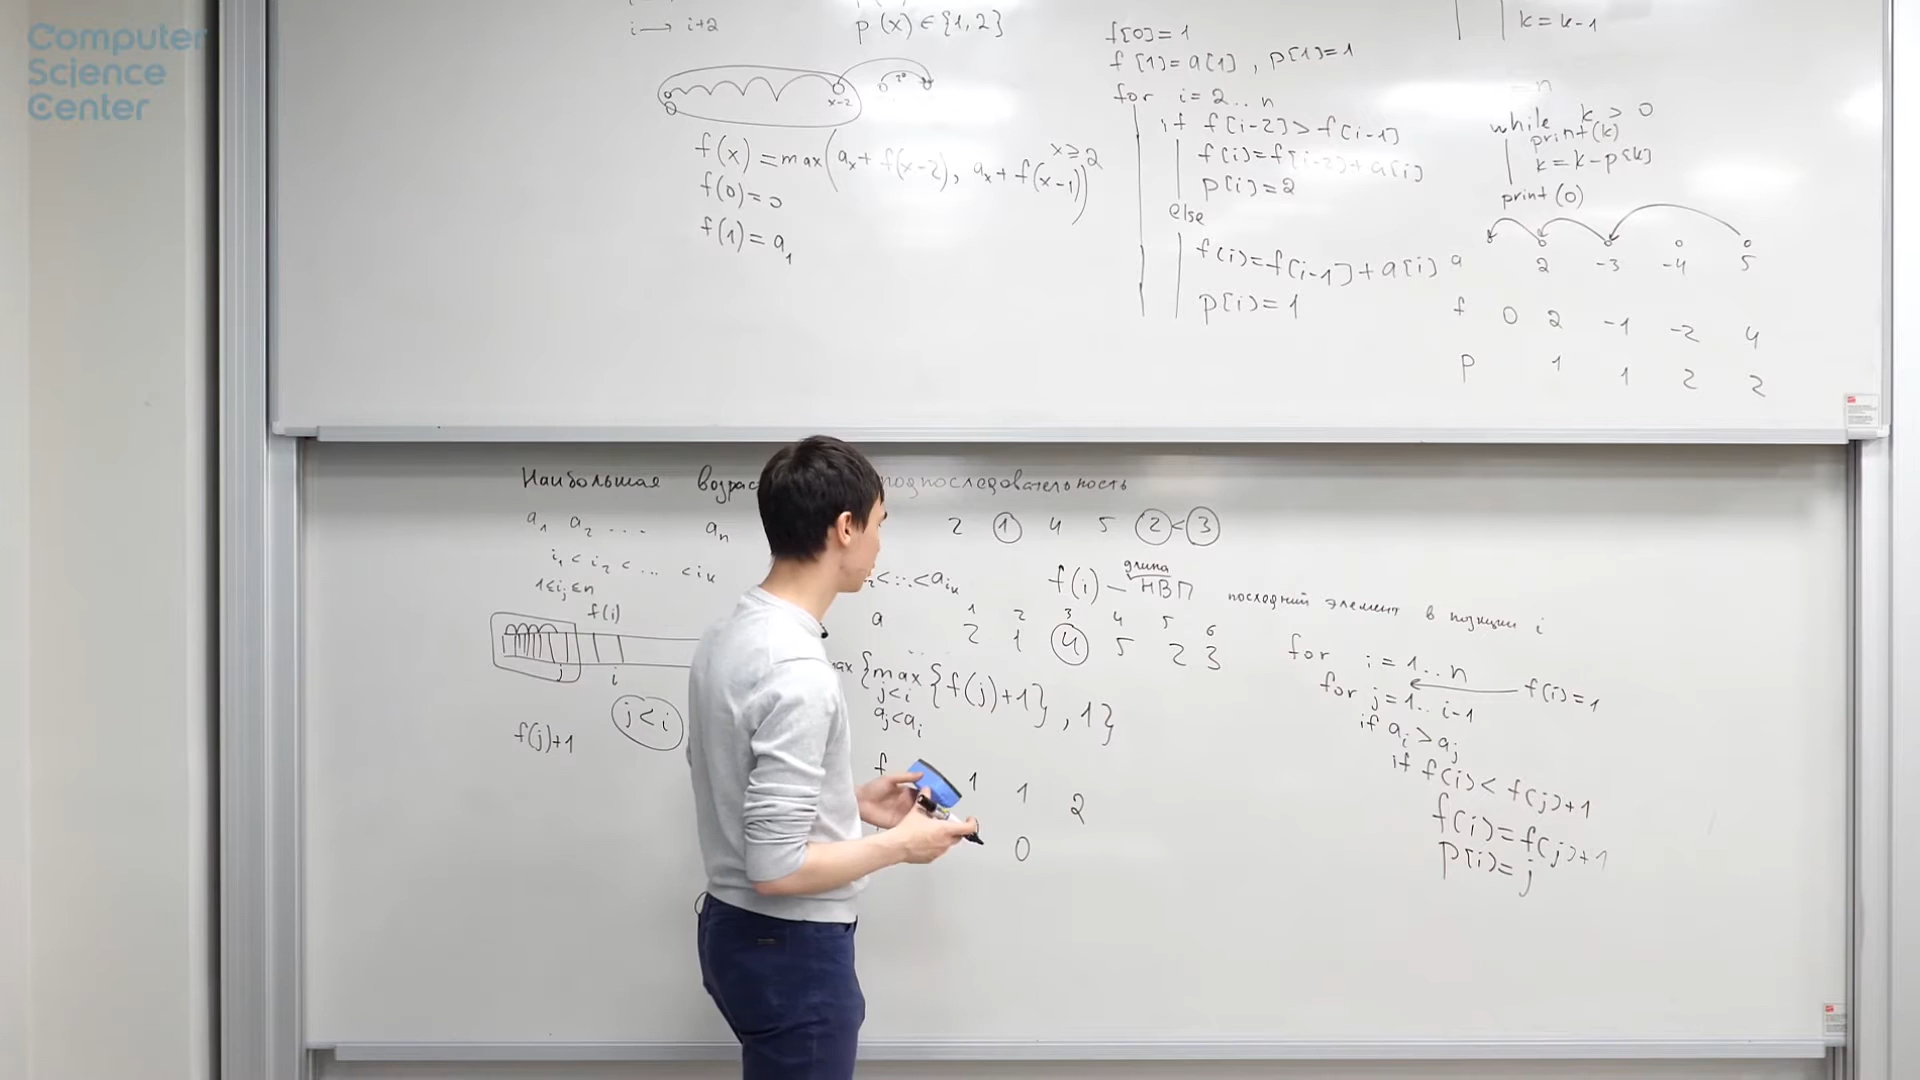 Computer
Science
Center
i → i+2
p(x)∈{1,2}
x-2
f(x)=max(aₓ+f(x-2), aₓ+f(x-1)) x≥2
f(0)=0
f(1)=a₁
f[0]=1
f[1]=a[1], p[1]=1
for i=2..n
if f[i-2]>f[i-1]
f[i]=f[i-2]+a[i]
p[i]=2
else
f[i]=f[i-1]+a[i]
p[i]=1
k=k-1
=n
while k>0
print(k)
k=k-p[k]
print(0)
a 2 -3 -4 5
f 0 2 -1 -2 4
p 1 1 2 2
Наибольшая подпоследовательность
a₁ a₂ ... aₙ
2 1 4 5 2<3
i₁<i₂<...<iₖ
1≤iⱼ≤n
<...<a_{iₖ}
f(i) — длина НВП последний элемент в позиции i
f(i)
j i
j<i
f(j)+1
1 2 3 4 5 6
a 2 1 4 5 2 3
{max{f(j)+1}, 1}
j<i
aⱼ<aᵢ
f 1 1 2
0
for i=1..n
f(i)=1
for j=1..i-1
if aᵢ>aⱼ
if f(i)<f(j)+1
f(i)=f(j)+1
p[i]=j